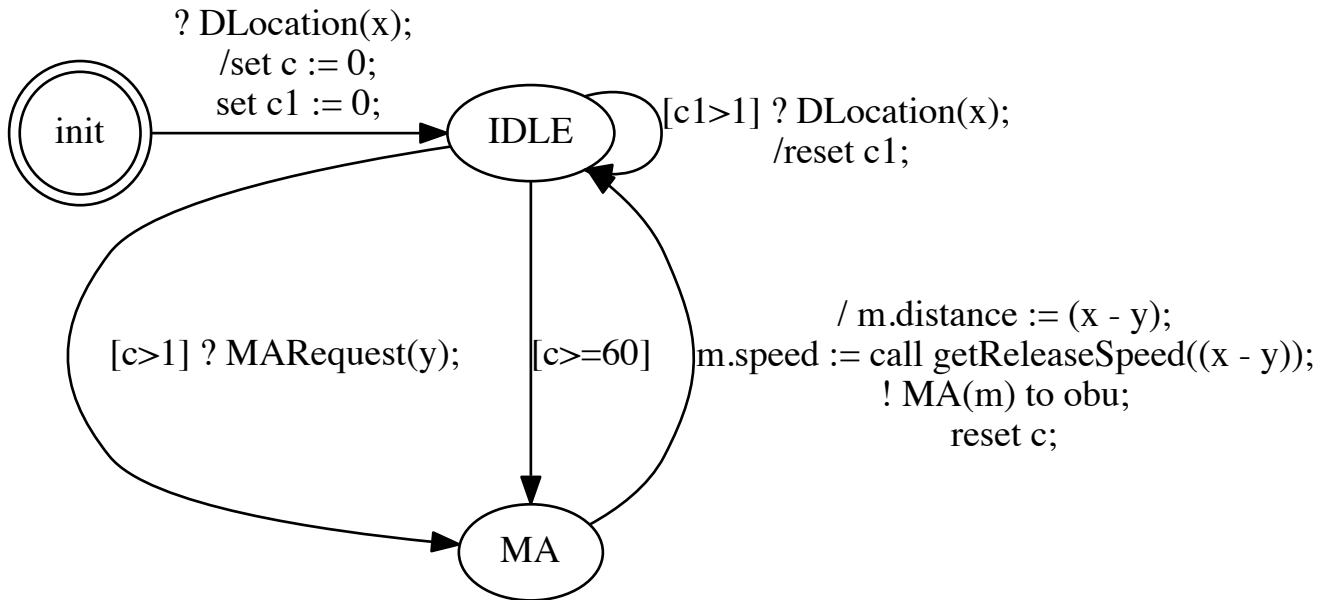 ? DLocation(x);
/set c := 0;
set c1 := 0;
init
IDLE
[c1>1] ? DLocation(x);
/reset c1;
[c>1] ? MARequest(y);
[c>=60]
/ m.distance := (x - y);
m.speed := call getReleaseSpeed((x - y));
! MA(m) to obu;
reset c;
MA